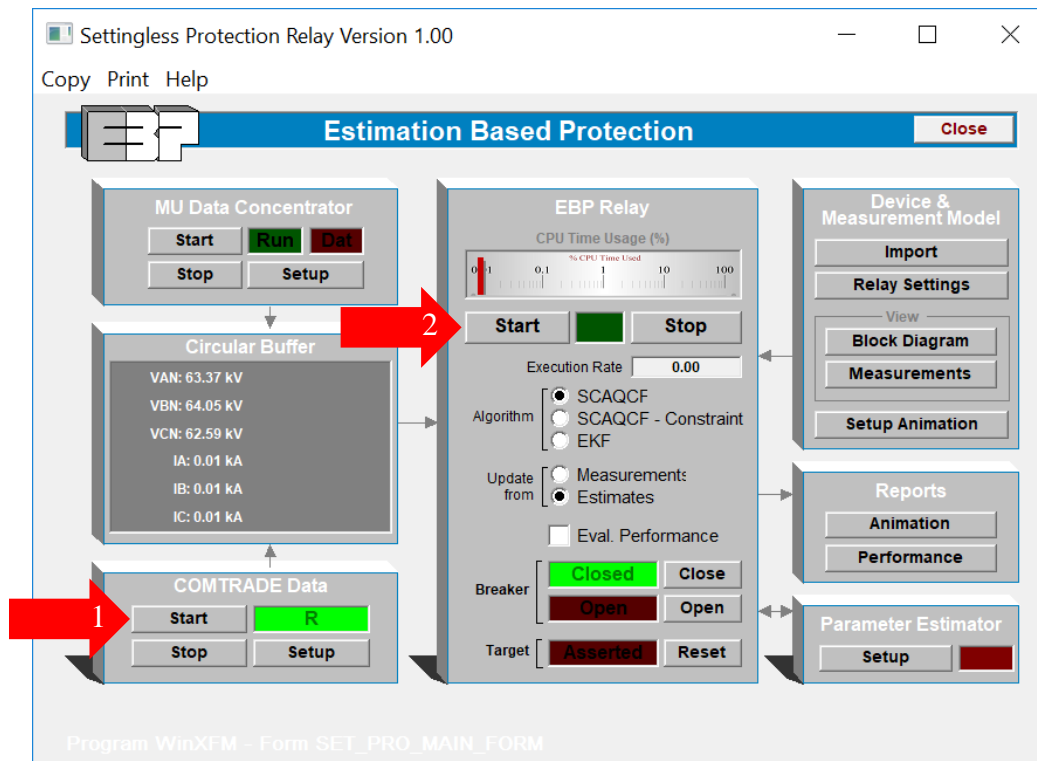 Settingless Protection Relay Version 1.00
Copy Print Help
EBP
Estimation Based Protection
Close
MU Data Concentrator
Start Run Dat
Stop Setup
Circular Buffer
VAN: 63.37 kV
VBN: 64.05 kV
VCN: 62.59 kV
IA: 0.01 kA
IB: 0.01 kA
IC: 0.01 kA
1
COMTRADE Data
Start R
Stop Setup
EBP Relay
CPU Time Usage (%)
% CPU Time Used
0.01 0.1 1 10 100
2
Start Stop
Execution Rate 0.00
Algorithm
SCAQCF
SCAQCF - Constraint
EKF
Update from
Measurements
Estimates
Eval. Performance
Breaker
Closed Close
Open Open
Target Asserted Reset
Device &
Measurement Model
Import
Relay Settings
View
Block Diagram
Measurements
Setup Animation
Reports
Animation
Performance
Parameter Estimator
Setup
Program WinXFM - Form SET_PRO_MAIN_FORM